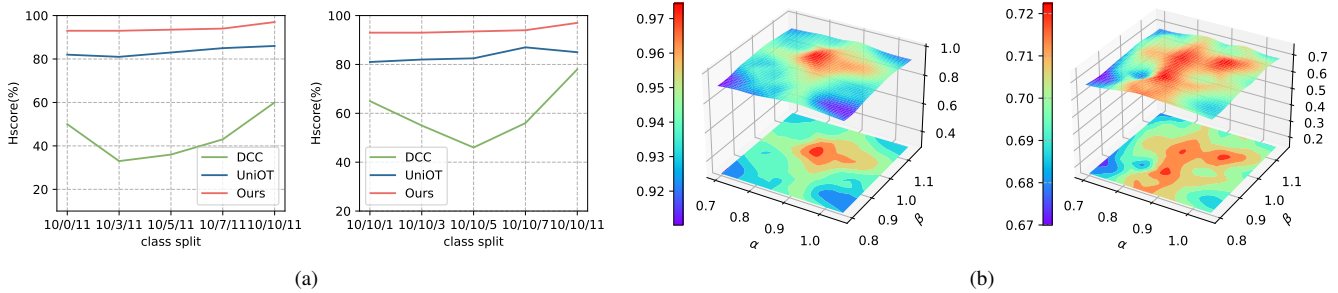 100
80
60
40
20
Hscore(%)
10/0/11 10/3/11 10/5/11 10/7/11 10/10/11
class split
DCC
UniOT
Ours
100
80
60
40
20
Hscore(%)
10/10/1 10/10/3 10/10/5 10/10/7 10/10/11
class split
DCC
UniOT
Ours
(a)
0.97
0.96
0.95
0.94
0.93
0.92
1.0
0.8
0.6
0.4
0.7
0.8
0.9
1.0
α
0.8
0.9
1.0
1.1
β
0.72
0.71
0.70
0.69
0.68
0.67
0.7
0.6
0.5
0.4
0.3
0.2
0.7
0.8
0.9
1.0
α
0.8
0.9
1.0
1.1
β
(b)